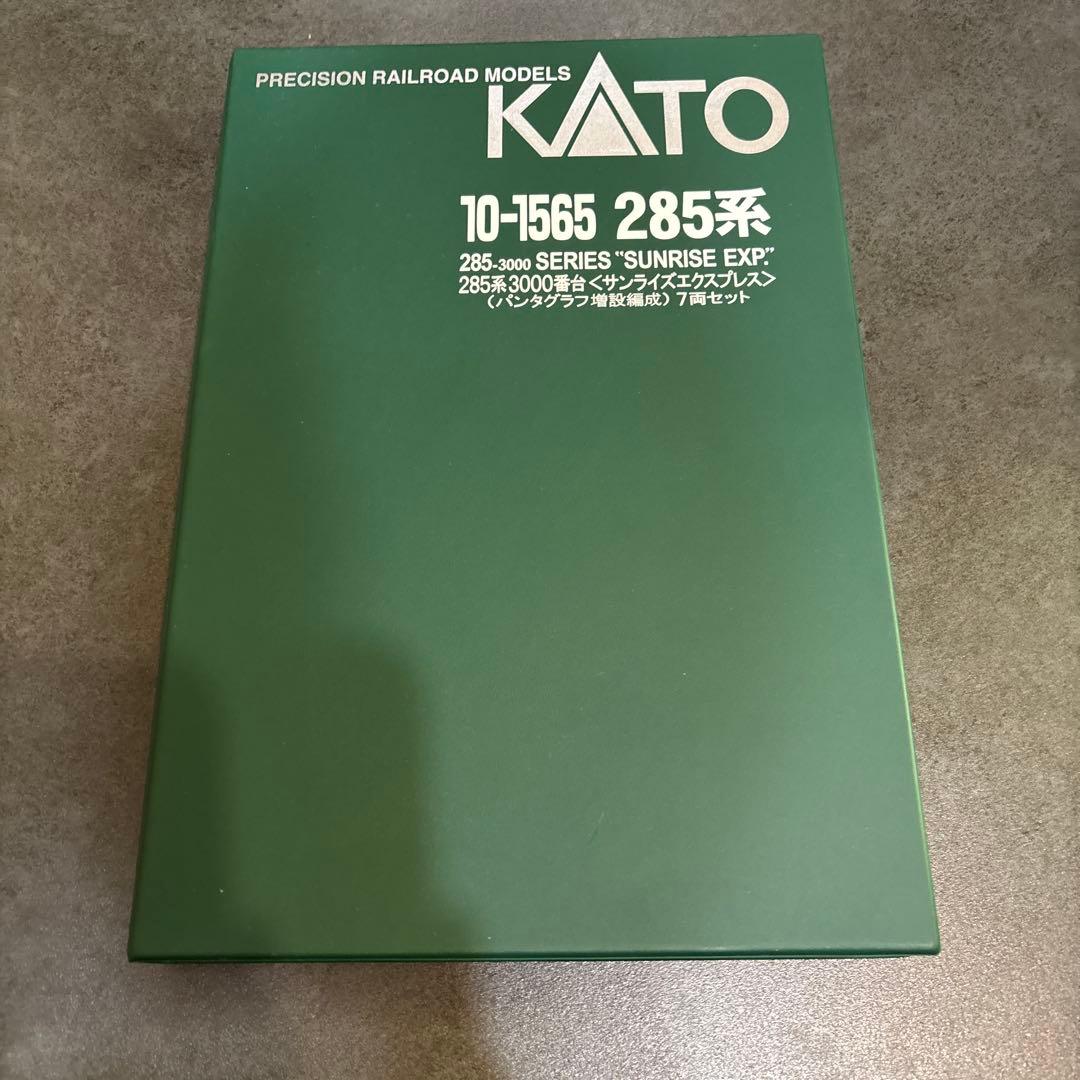 PRECISION RAILROAD MODELS
KATO
10-1565 285系
285-3000 SERIES "SUNRISE EXP."
285系3000番台<サンライズエクスプレス>
(パンタグラフ増設編成) 7両セット